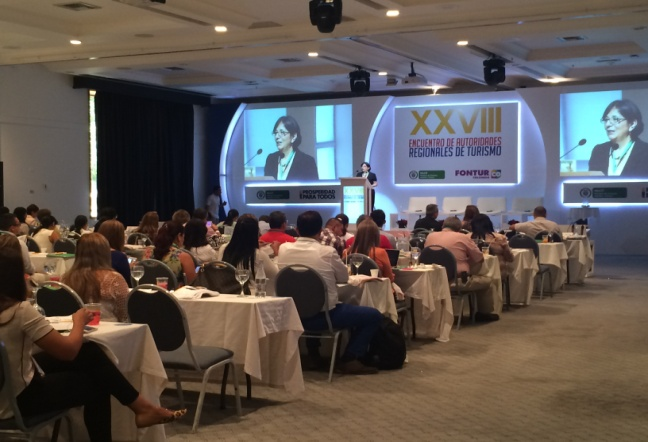 XXVIII
ENCUENTRO DE AUTORIDADES
REGIONALES DE TURISMO
FONTUR
PROSPERIDAD
PARA TODOS